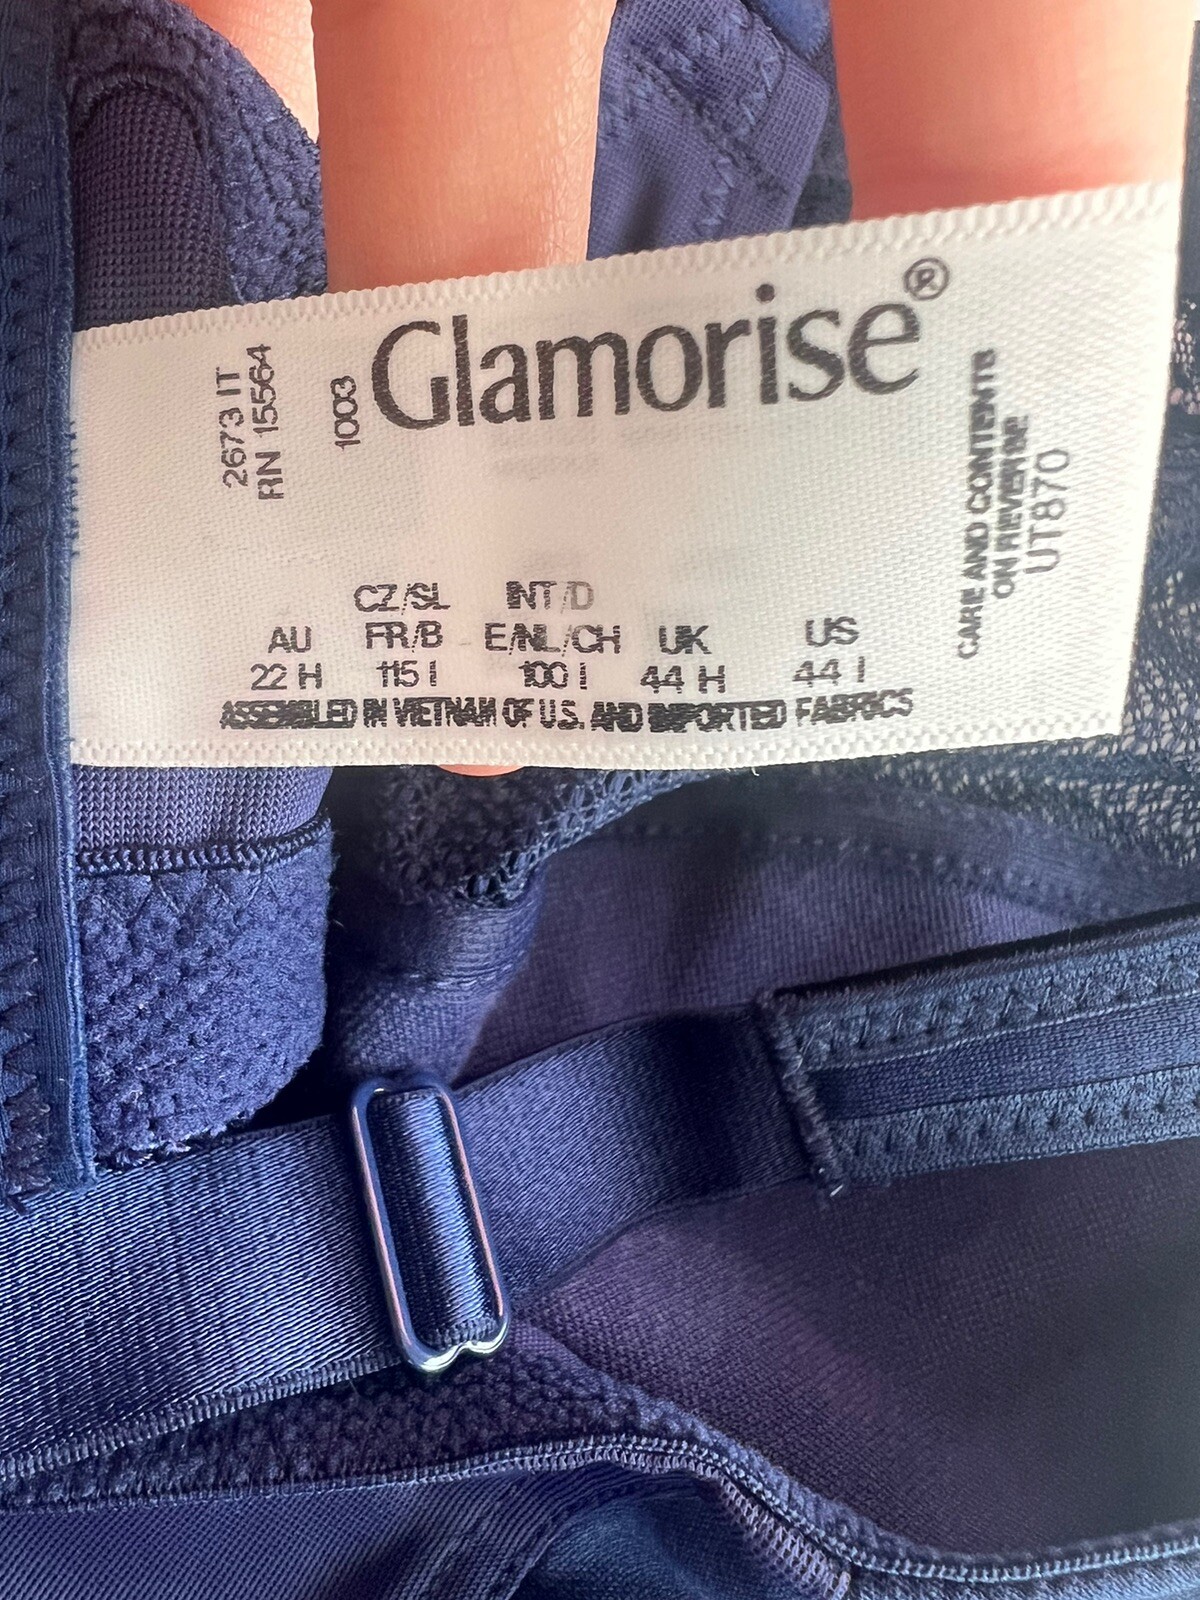 2673 IT
RN 15564
1003
Glamorise®
CARE AND CONTENTS
ON REVERSE
UT870
CZ/SL INT/D
AU FR/B E/NL/CH UK US
22 H 115 I 100 I 44 H 44 I
ASSEMBLED IN VIETNAM OF U.S. AND IMPORTED FABRICS